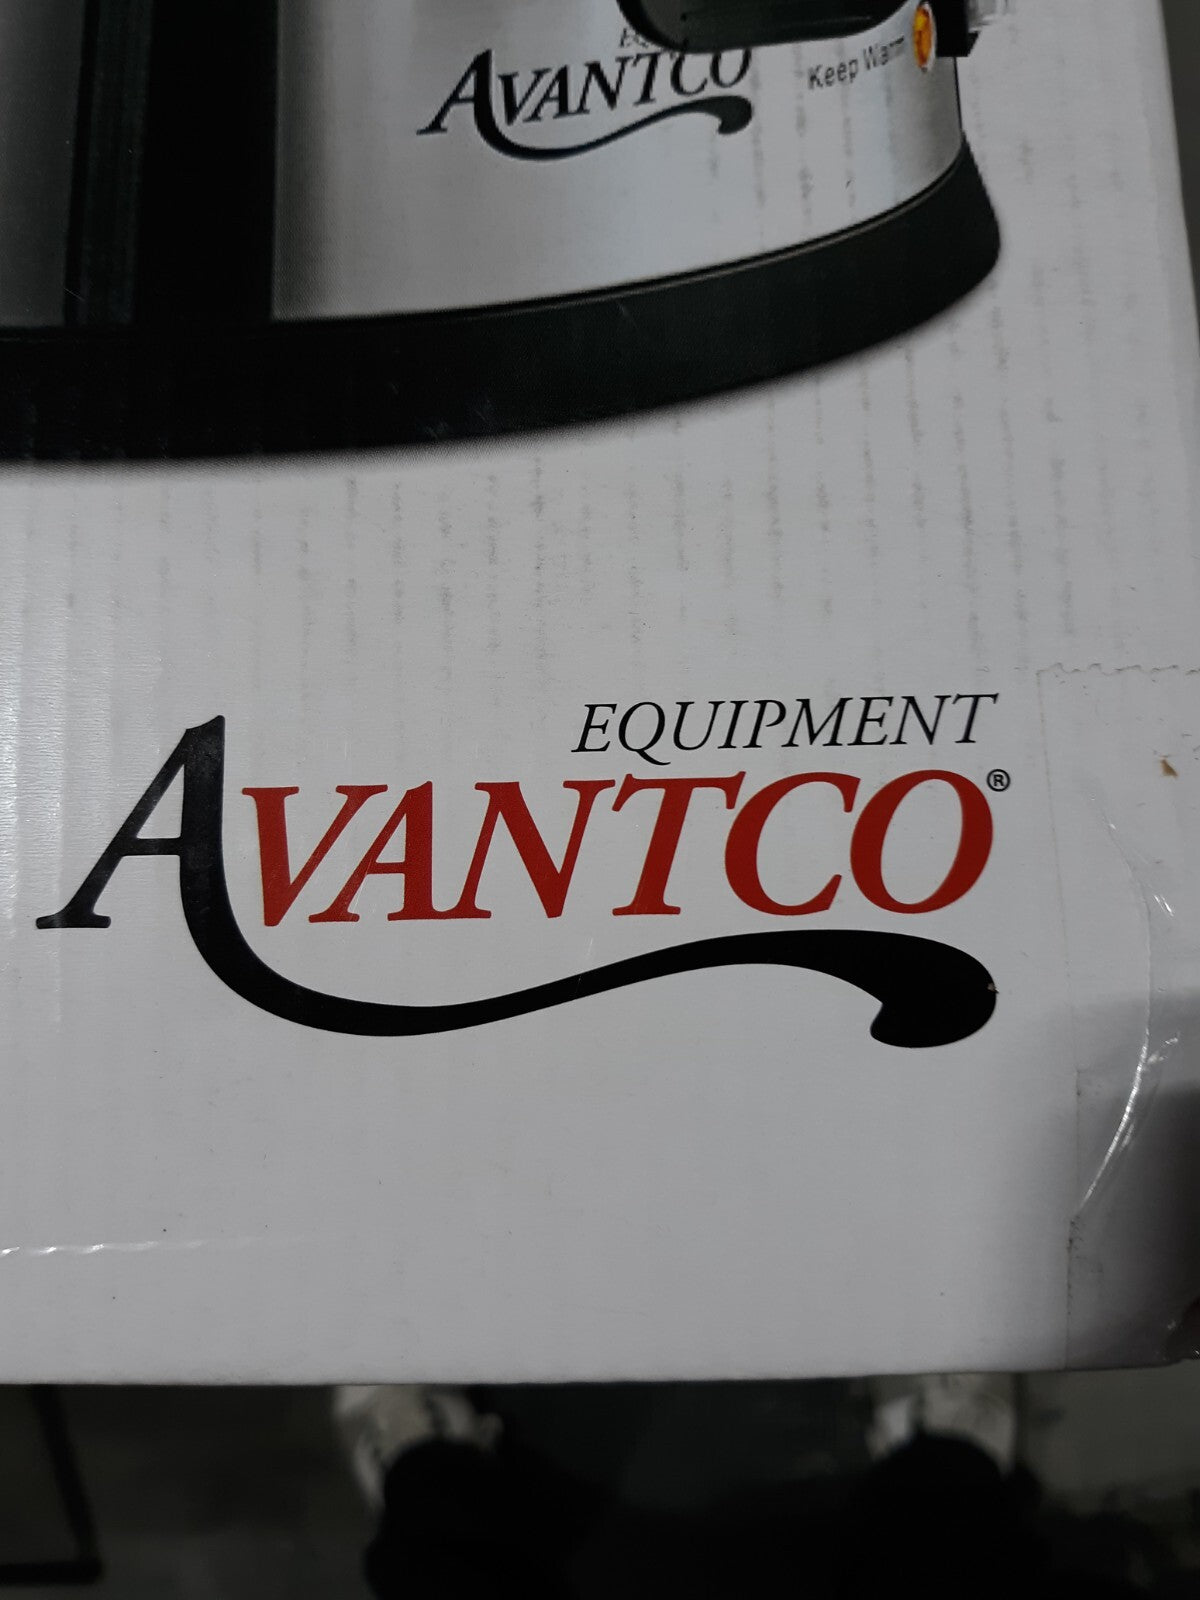 AVANTCO
Keep Warm
EQUIPMENT
AVANTCO®